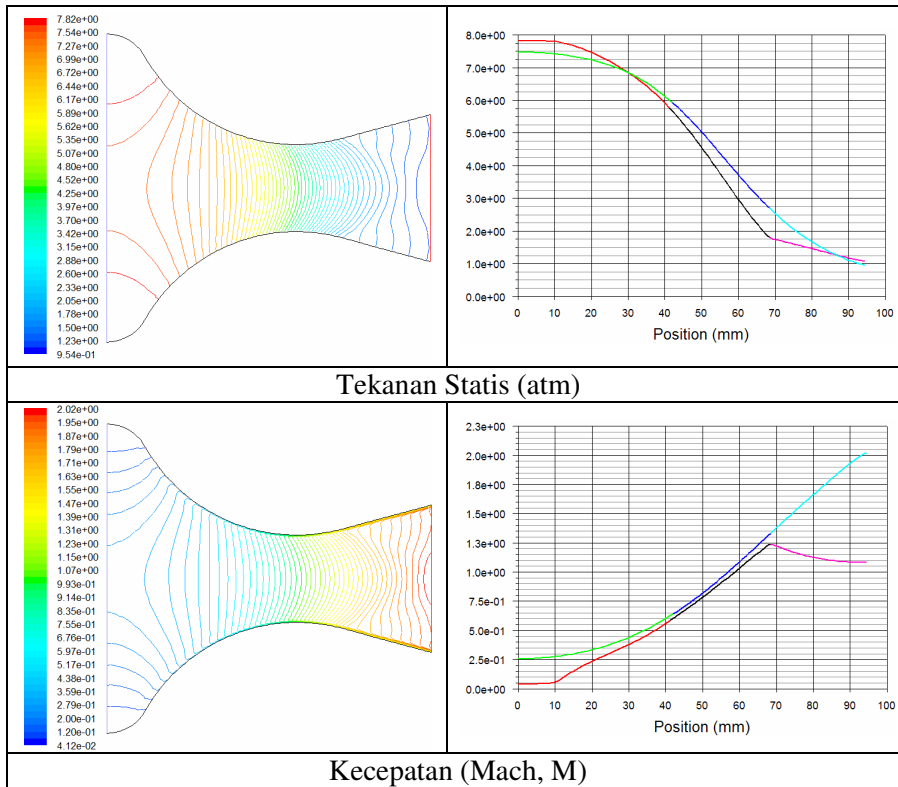 7.82e+00
7.54e+00
7.27e+00
6.99e+00
6.72e+00
6.44e+00
6.17e+00
5.89e+00
5.62e+00
5.34e+00
5.07e+00
4.80e+00
4.52e+00
4.25e+00
3.97e+00
3.70e+00
3.42e+00
3.15e+00
2.88e+00
2.60e+00
2.33e+00
2.05e+00
1.78e+00
1.50e+00
1.23e+00
9.54e-01
8.0e+00
7.0e+00
6.0e+00
5.0e+00
4.0e+00
3.0e+00
2.0e+00
1.0e+00
0.0e+00
0 10 20 30 40 50 60 70 80 90 100
Position (mm)
Tekanan Statis (atm)
2.02e+00
1.95e+00
1.87e+00
1.79e+00
1.71e+00
1.63e+00
1.55e+00
1.47e+00
1.39e+00
1.31e+00
1.23e+00
1.15e+00
1.07e+00
9.93e-01
9.14e-01
8.35e-01
7.55e-01
6.76e-01
5.97e-01
5.17e-01
4.38e-01
3.59e-01
2.79e-01
2.00e-01
1.20e-01
4.12e-02
2.3e+00
2.0e+00
1.8e+00
1.5e+00
1.3e+00
1.0e+00
7.5e-01
5.0e-01
2.5e-01
0.0e+00
0 10 20 30 40 50 60 70 80 90 100
Position (mm)
Kecepatan (Mach, M)